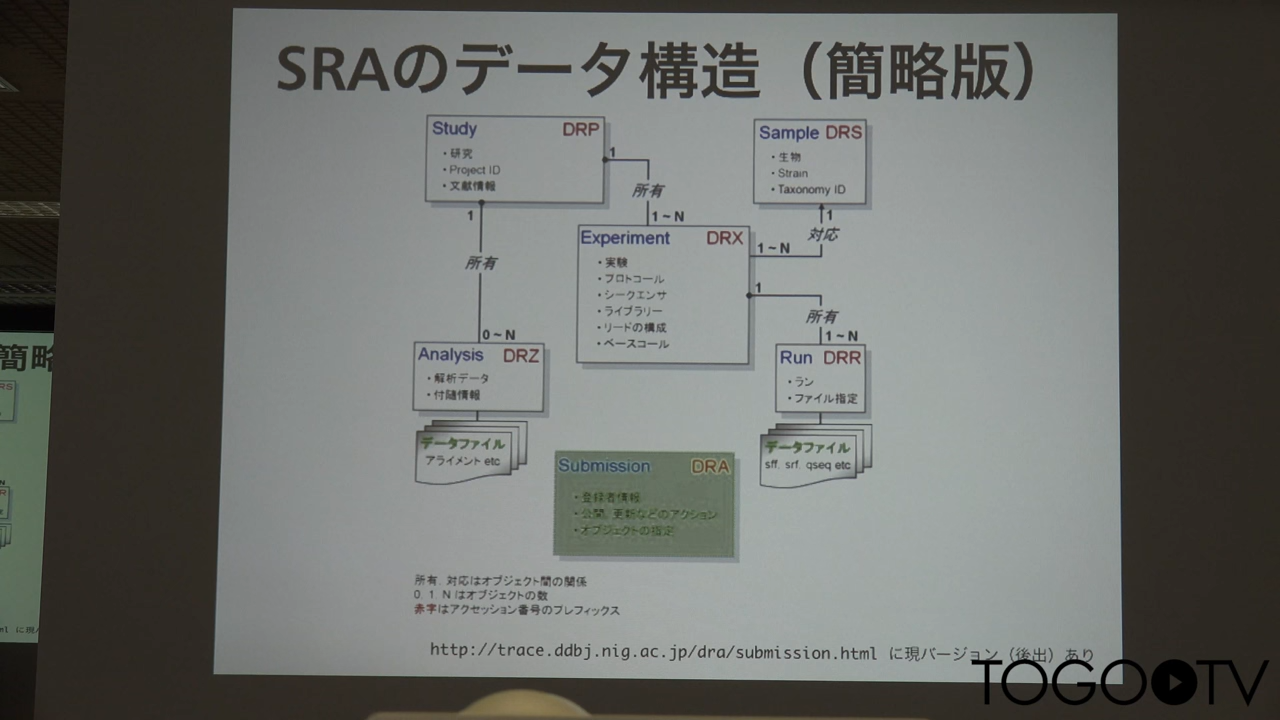 SRAのデータ構造（簡略版）
Study DRP
・研究
・Project ID
・文献情報
1
所有
1～N
Sample DRS
・生物
・Strain
・Taxonomy ID
1
対応
1～N
Experiment DRX
・実験
・プロトコール
・シークエンサ
・ライブラリー
・リードの構成
・ベースコール
1
所有
1～N
1
所有
0～N
Analysis DRZ
・解析データ
・付随情報
データファイル
アライメント etc
Run DRR
・ラン
・ファイル指定
データファイル
sff. srf. qseq etc
Submission DRA
・登録者情報
・公開, 更新などのアクション
・オブジェクトの指定
所有. 対応はオブジェクト間の関係
0. 1. N はオブジェクトの数
赤字はアクセッション番号のプレフィックス
http://trace.ddbj.nig.ac.jp/dra/submission.html に現バージョン（後出）あり
TOGOTV
簡略